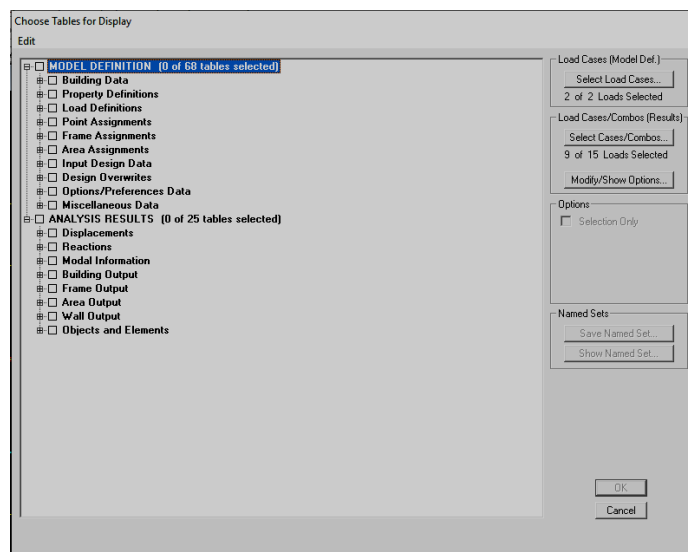 Choose Tables for Display
Edit
MODEL DEFINITION (0 of 68 tables selected)
Building Data
Property Definitions
Load Definitions
Point Assignments
Frame Assignments
Area Assignments
Input Design Data
Design Overwrites
Options/Preferences Data
Miscellaneous Data
ANALYSIS RESULTS (0 of 25 tables selected)
Displacements
Reactions
Modal Information
Building Output
Frame Output
Area Output
Wall Output
Objects and Elements
Load Cases (Model Def.)
Select Load Cases...
2 of 2 Loads Selected
Load Cases/Combos (Results)
Select Cases/Combos...
9 of 15 Loads Selected
Modify/Show Options...
Options
Selection Only
Named Sets
Save Named Set...
Show Named Set...
OK
Cancel